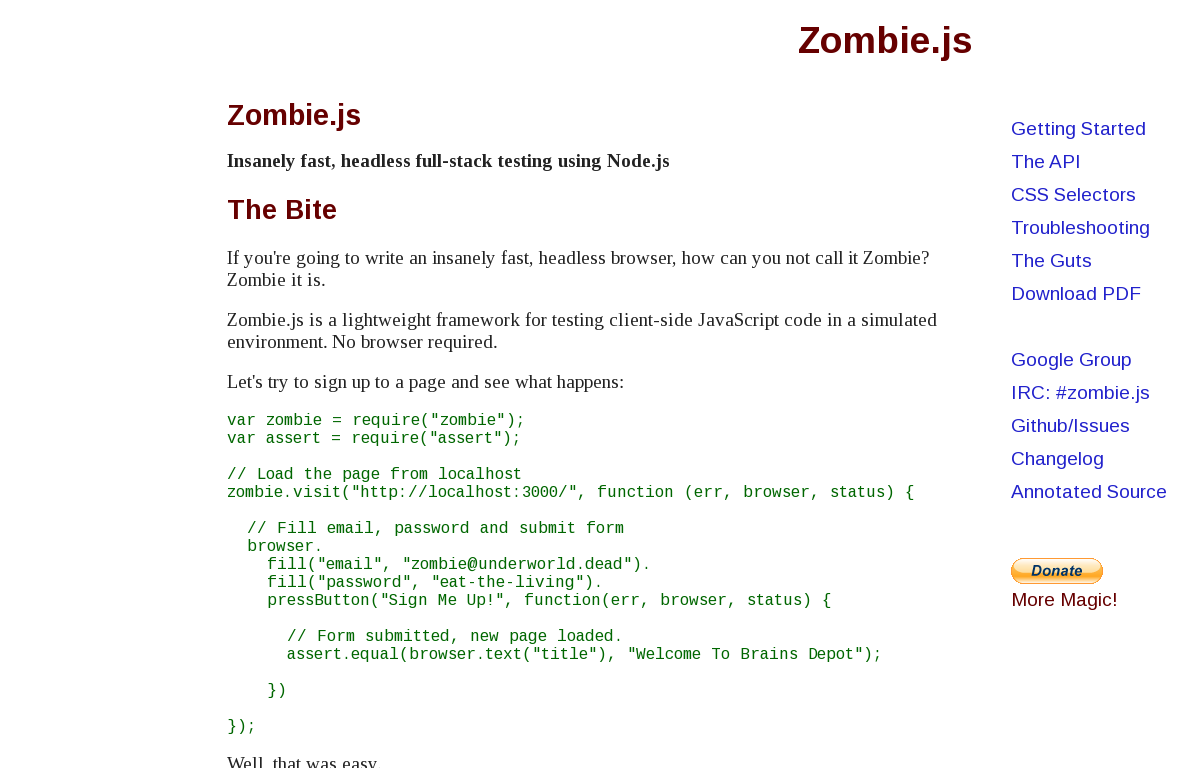 Zombie.js
Zombie.js
Insanely fast, headless full-stack testing using Node.js
The Bite
If you're going to write an insanely fast, headless browser, how can you not call it Zombie?
Zombie it is.
Zombie.js is a lightweight framework for testing client-side JavaScript code in a simulated
environment. No browser required.
Let's try to sign up to a page and see what happens:
var zombie = require("zombie");
var assert = require("assert");
// Load the page from localhost
zombie.visit("http://localhost:3000/", function (err, browser, status) {
  // Fill email, password and submit form
  browser.
    fill("email", "zombie@underworld.dead").
    fill("password", "eat-the-living").
    pressButton("Sign Me Up!", function(err, browser, status) {
      // Form submitted, new page loaded.
      assert.equal(browser.text("title"), "Welcome To Brains Depot");
    })
});
Well, that was easy.
Getting Started
The API
CSS Selectors
Troubleshooting
The Guts
Download PDF
Google Group
IRC: #zombie.js
Github/Issues
Changelog
Annotated Source
Donate
More Magic!